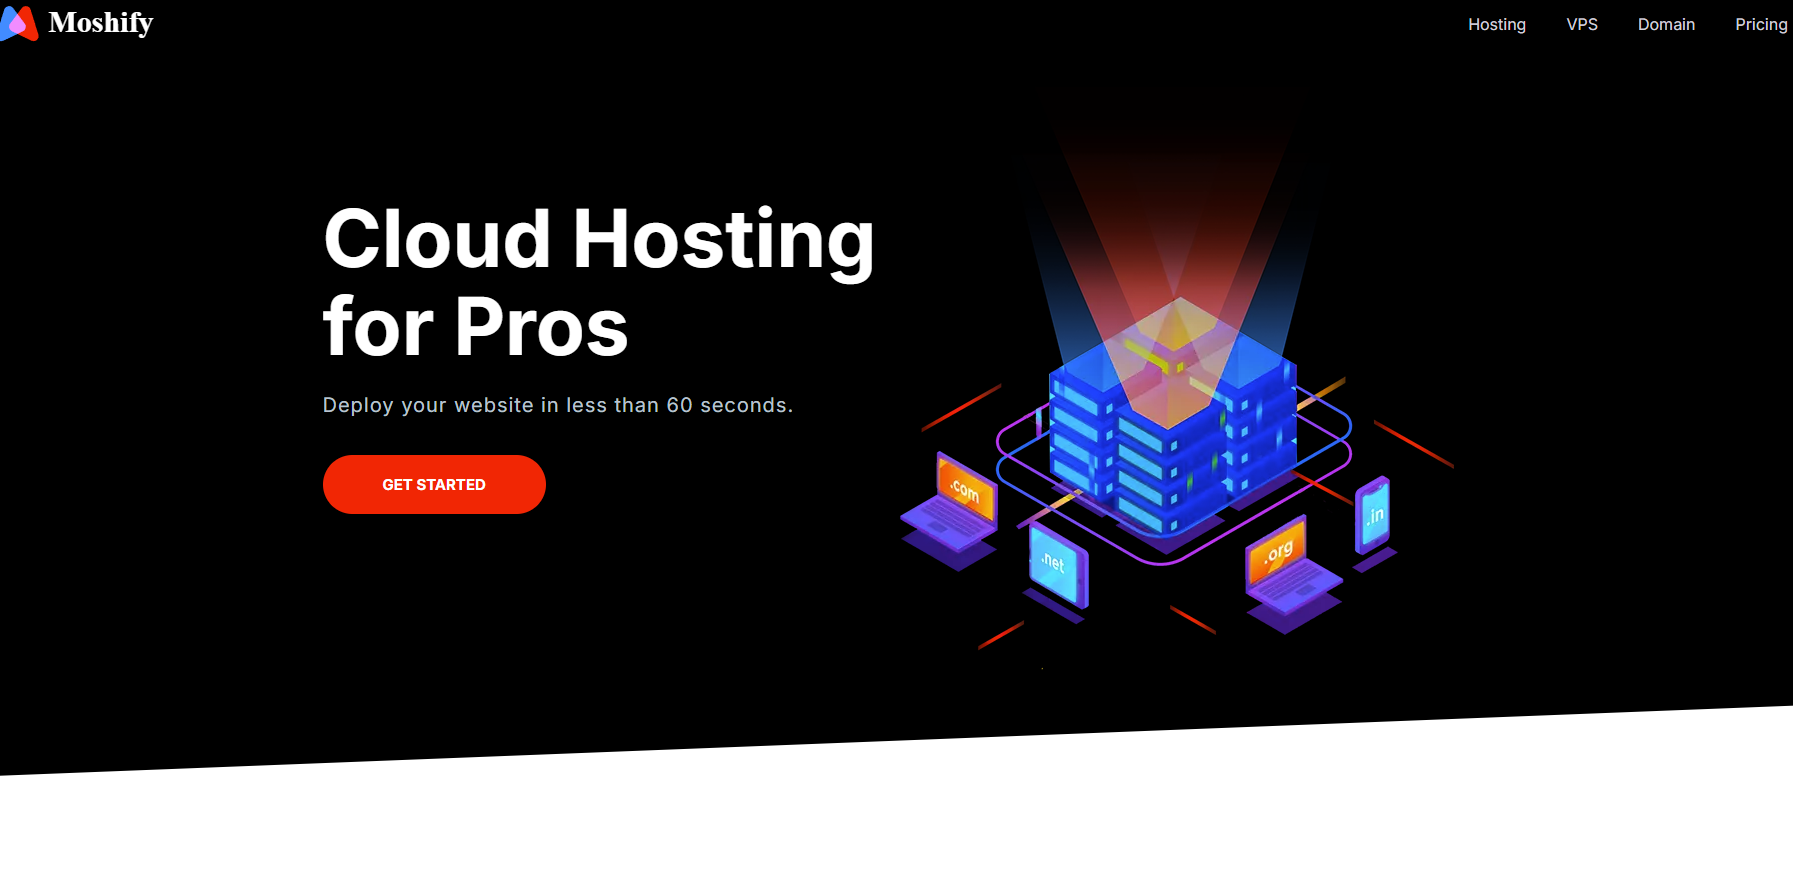 Moshify
Hosting VPS Domain Pricing
Cloud Hosting
for Pros
Deploy your website in less than 60 seconds.
GET STARTED
.com
.net
.org
.in